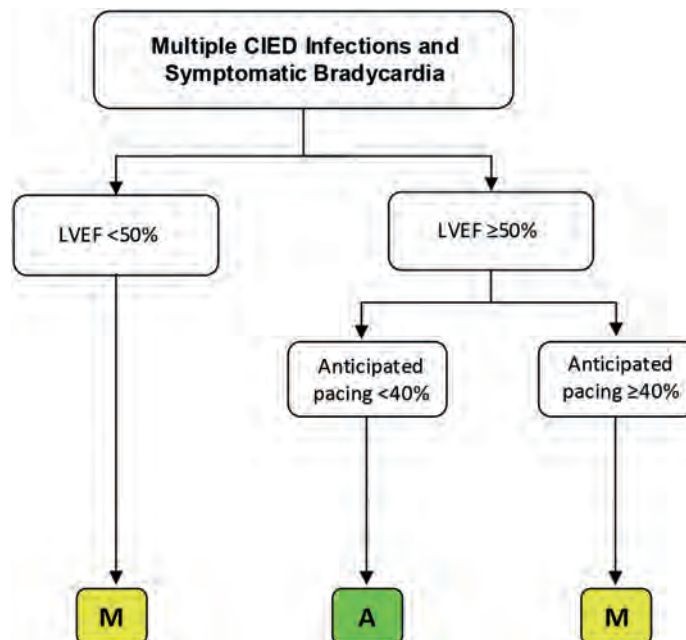 Multiple CIED Infections and
Symptomatic Bradycardia
LVEF <50%
LVEF ≥50%
Anticipated
pacing <40%
Anticipated
pacing ≥40%
M
A
M